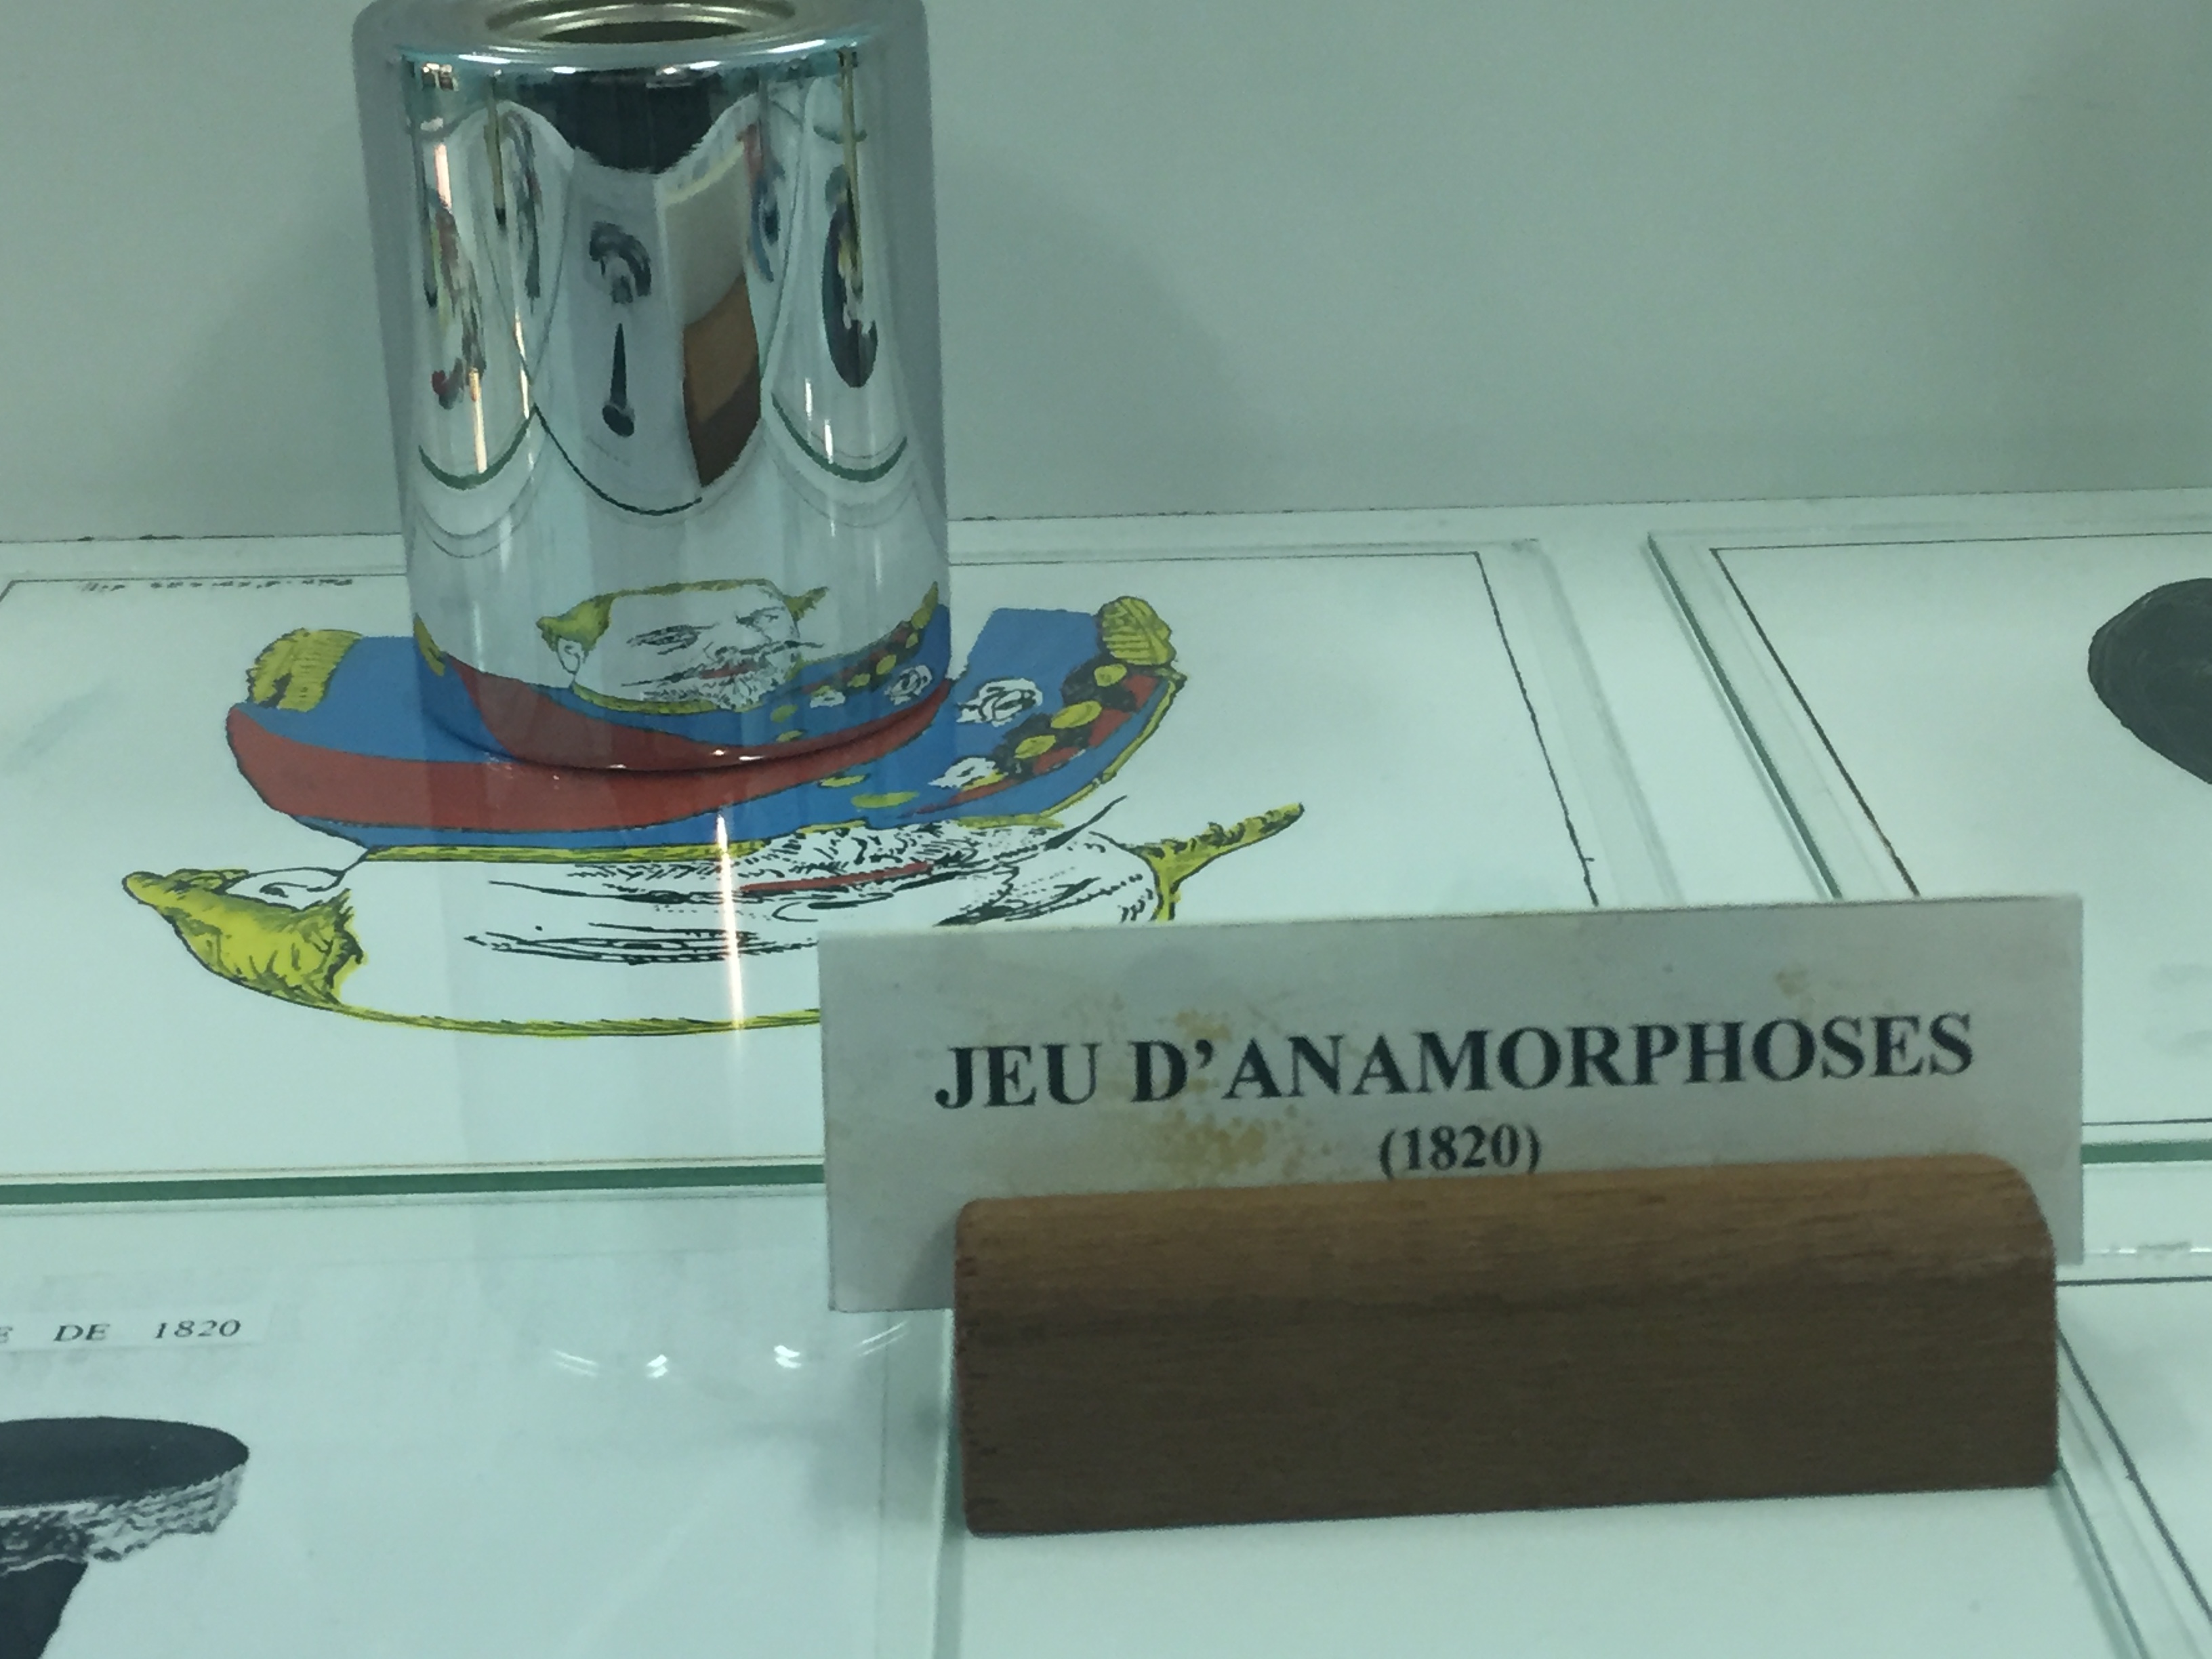 JEU D'ANAMORPHOSES
(1820)
DE 1820